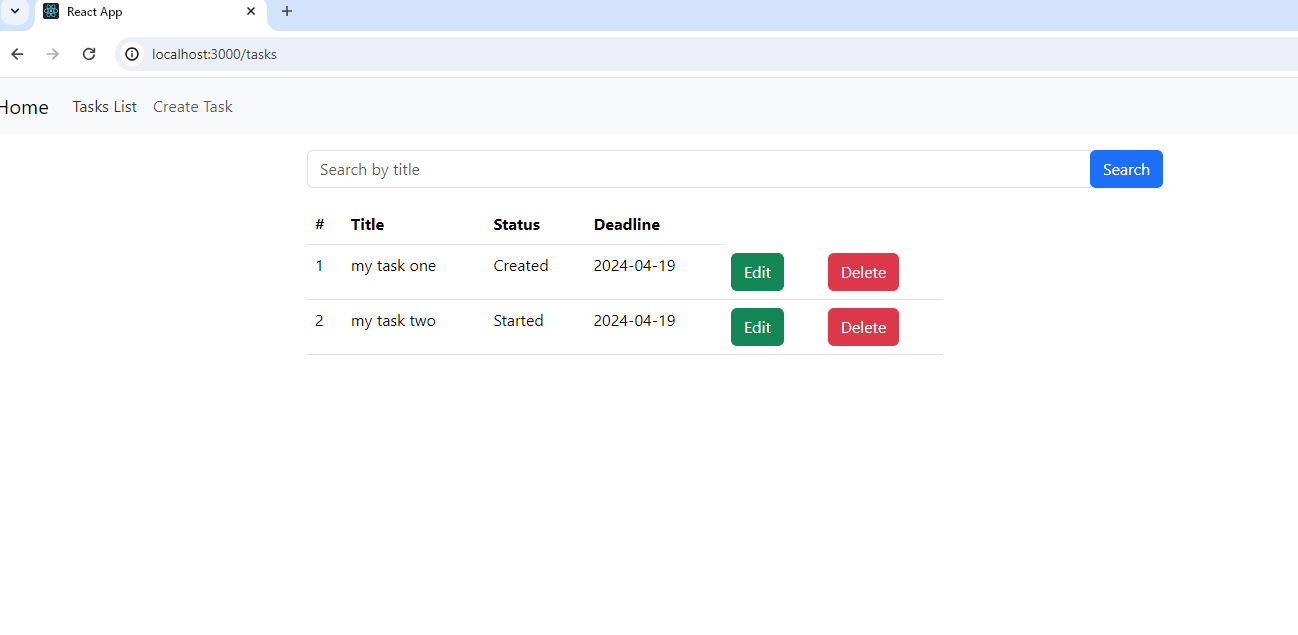 React App
localhost:3000/tasks
Home Tasks List Create Task
Search by title Search
# Title Status Deadline
1 my task one Created 2024-04-19 Edit Delete
2 my task two Started 2024-04-19 Edit Delete